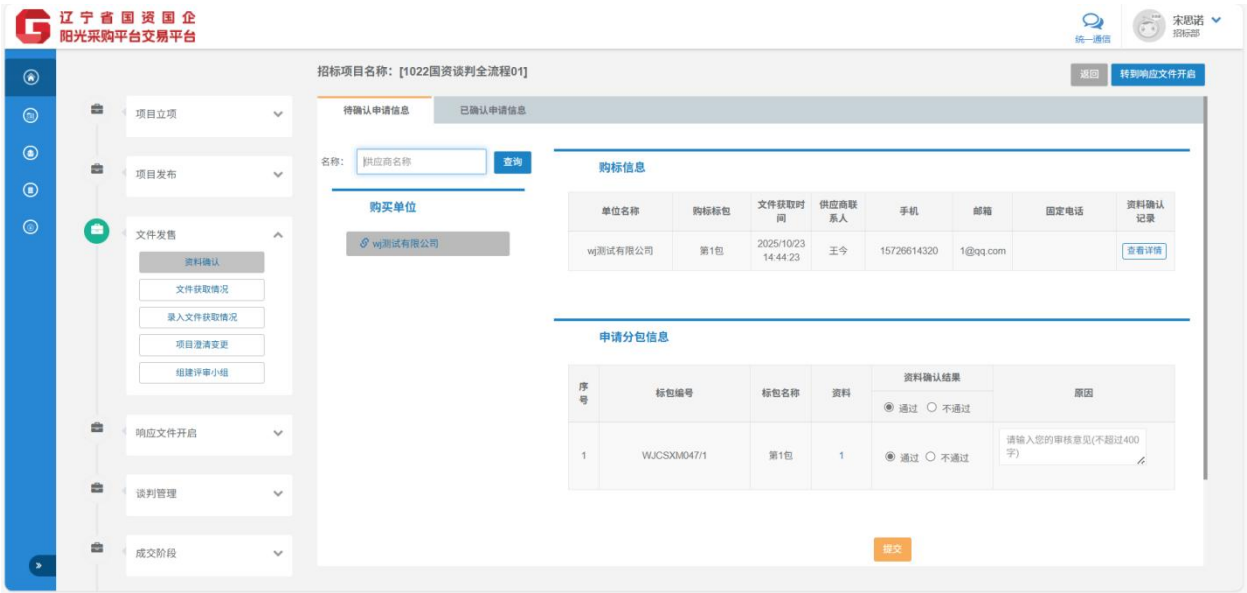 辽宁省国资国企
阳光采购平台交易平台
统一通信
宋思诺
招标部
招标项目名称：[1022国资谈判全流程01]
返回
转到响应文件开启
项目立项
项目发布
文件发售
资料确认
文件获取情况
录入文件获取情况
项目澄清变更
组建评审小组
响应文件开启
谈判管理
成交阶段
待确认申请信息
已确认申请信息
名称：
供应商名称
查询
购买单位
wj测试有限公司
购标信息
单位名称
购标标包
文件获取时
间
供应商联
系人
手机
邮箱
固定电话
资料确认
记录
wj测试有限公司
第1包
2025/10/23
14:44:23
王今
15726614320
1@qq.com
查看详情
申请分包信息
序
号
标包编号
标包名称
资料
资料确认结果
通过 不通过
原因
1
WJCSXM047/1
第1包
1
通过 不通过
请输入您的审核意见(不超过400
字)
提交